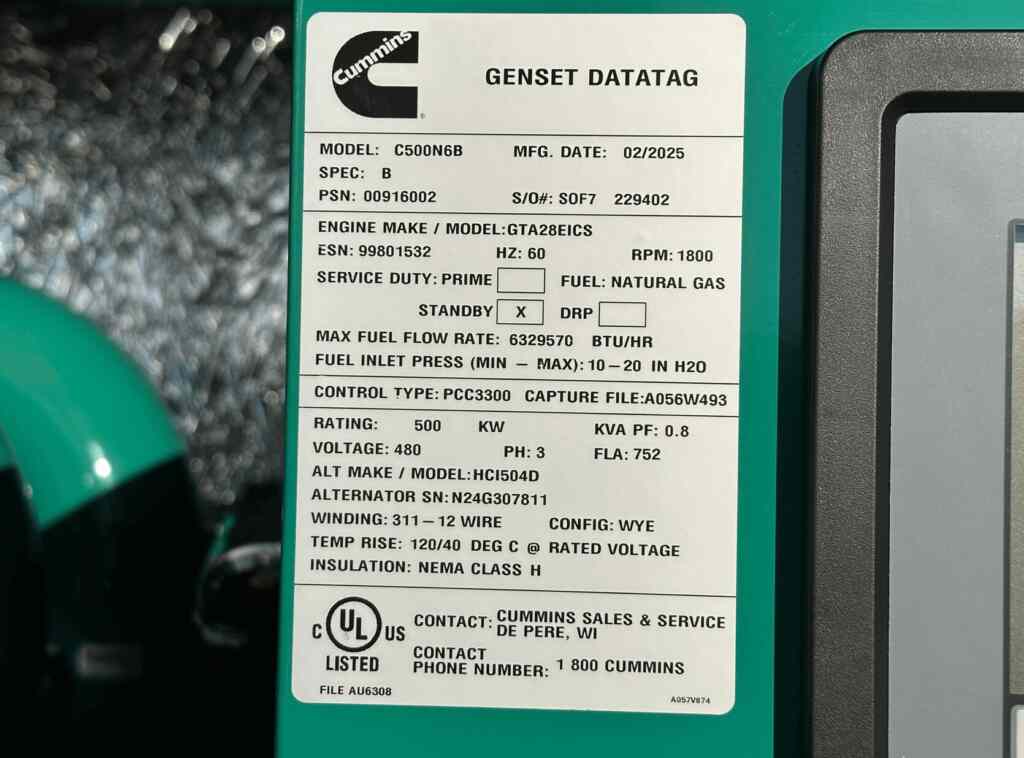 Cummins
GENSET DATATAG
MODEL: C500N6B MFG. DATE: 02/2025
SPEC: B
PSN: 00916002 S/O#: SOF7 229402
ENGINE MAKE / MODEL:GTA28EICS
ESN: 99801532 HZ: 60 RPM: 1800
SERVICE DUTY: PRIME FUEL: NATURAL GAS
STANDBY X DRP
MAX FUEL FLOW RATE: 6329570 BTU/HR
FUEL INLET PRESS (MIN – MAX): 10–20 IN H2O
CONTROL TYPE: PCC3300 CAPTURE FILE:A056W493
RATING: 500 KW KVA PF: 0.8
VOLTAGE: 480 PH: 3 FLA: 752
ALT MAKE / MODEL:HCI504D
ALTERNATOR SN:N24G307811
WINDING: 311–12 WIRE CONFIG: WYE
TEMP RISE: 120/40 DEG C @ RATED VOLTAGE
INSULATION: NEMA CLASS H
C UL US
LISTED
CONTACT: CUMMINS SALES & SERVICE
DE PERE, WI
CONTACT
PHONE NUMBER: 1 800 CUMMINS
FILE AU6308
A057V874